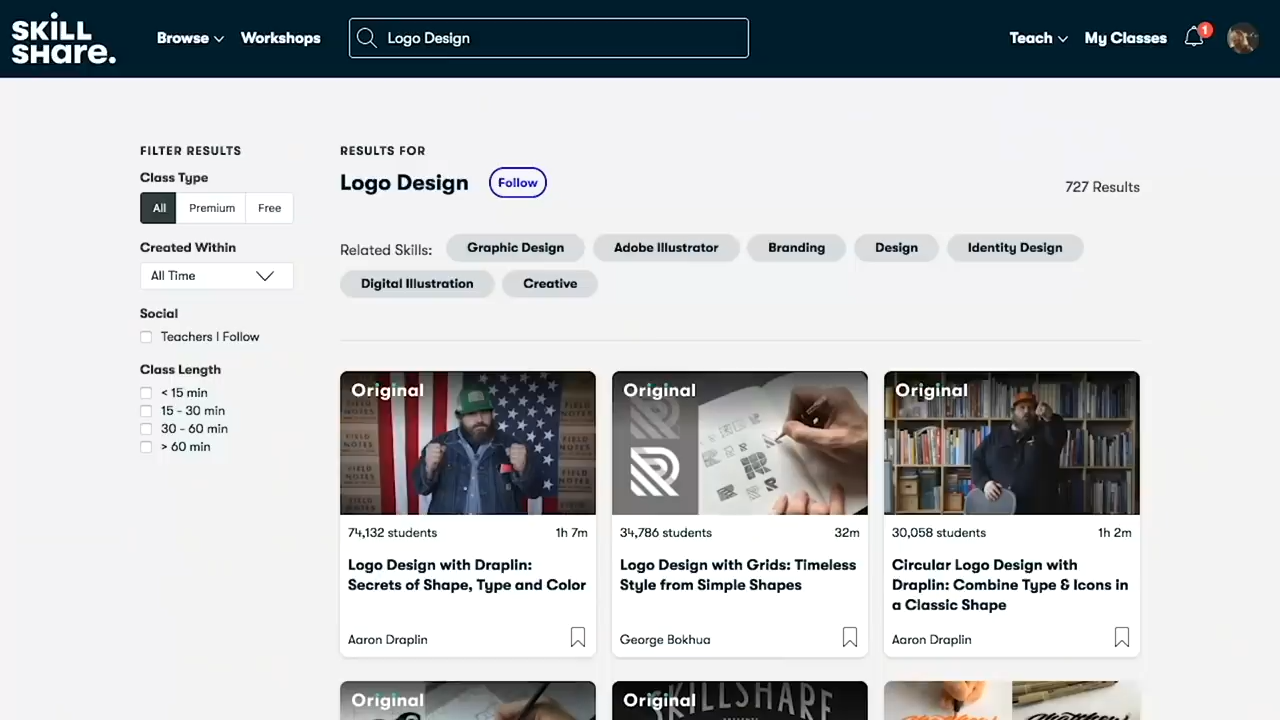 SKILL
SHARE.
Browse
Workshops
Logo Design
Teach
My Classes
1
FILTER RESULTS
Class Type
All
Premium
Free
Created Within
All Time
Social
Teachers I Follow
Class Length
< 15 min
15 - 30 min
30 - 60 min
> 60 min
RESULTS FOR
Logo Design
Follow
727 Results
Related Skills:
Graphic Design
Adobe Illustrator
Branding
Design
Identity Design
Digital Illustration
Creative
Original
FIELD NOTES
74,132 students
1h 7m
Logo Design with Draplin:
Secrets of Shape, Type and Color
Aaron Draplin
Original
34,786 students
32m
Logo Design with Grids: Timeless
Style from Simple Shapes
George Bokhua
Original
30,058 students
1h 2m
Circular Logo Design with
Draplin: Combine Type & Icons in
a Classic Shape
Aaron Draplin
Original
Original
SKILLSHARE